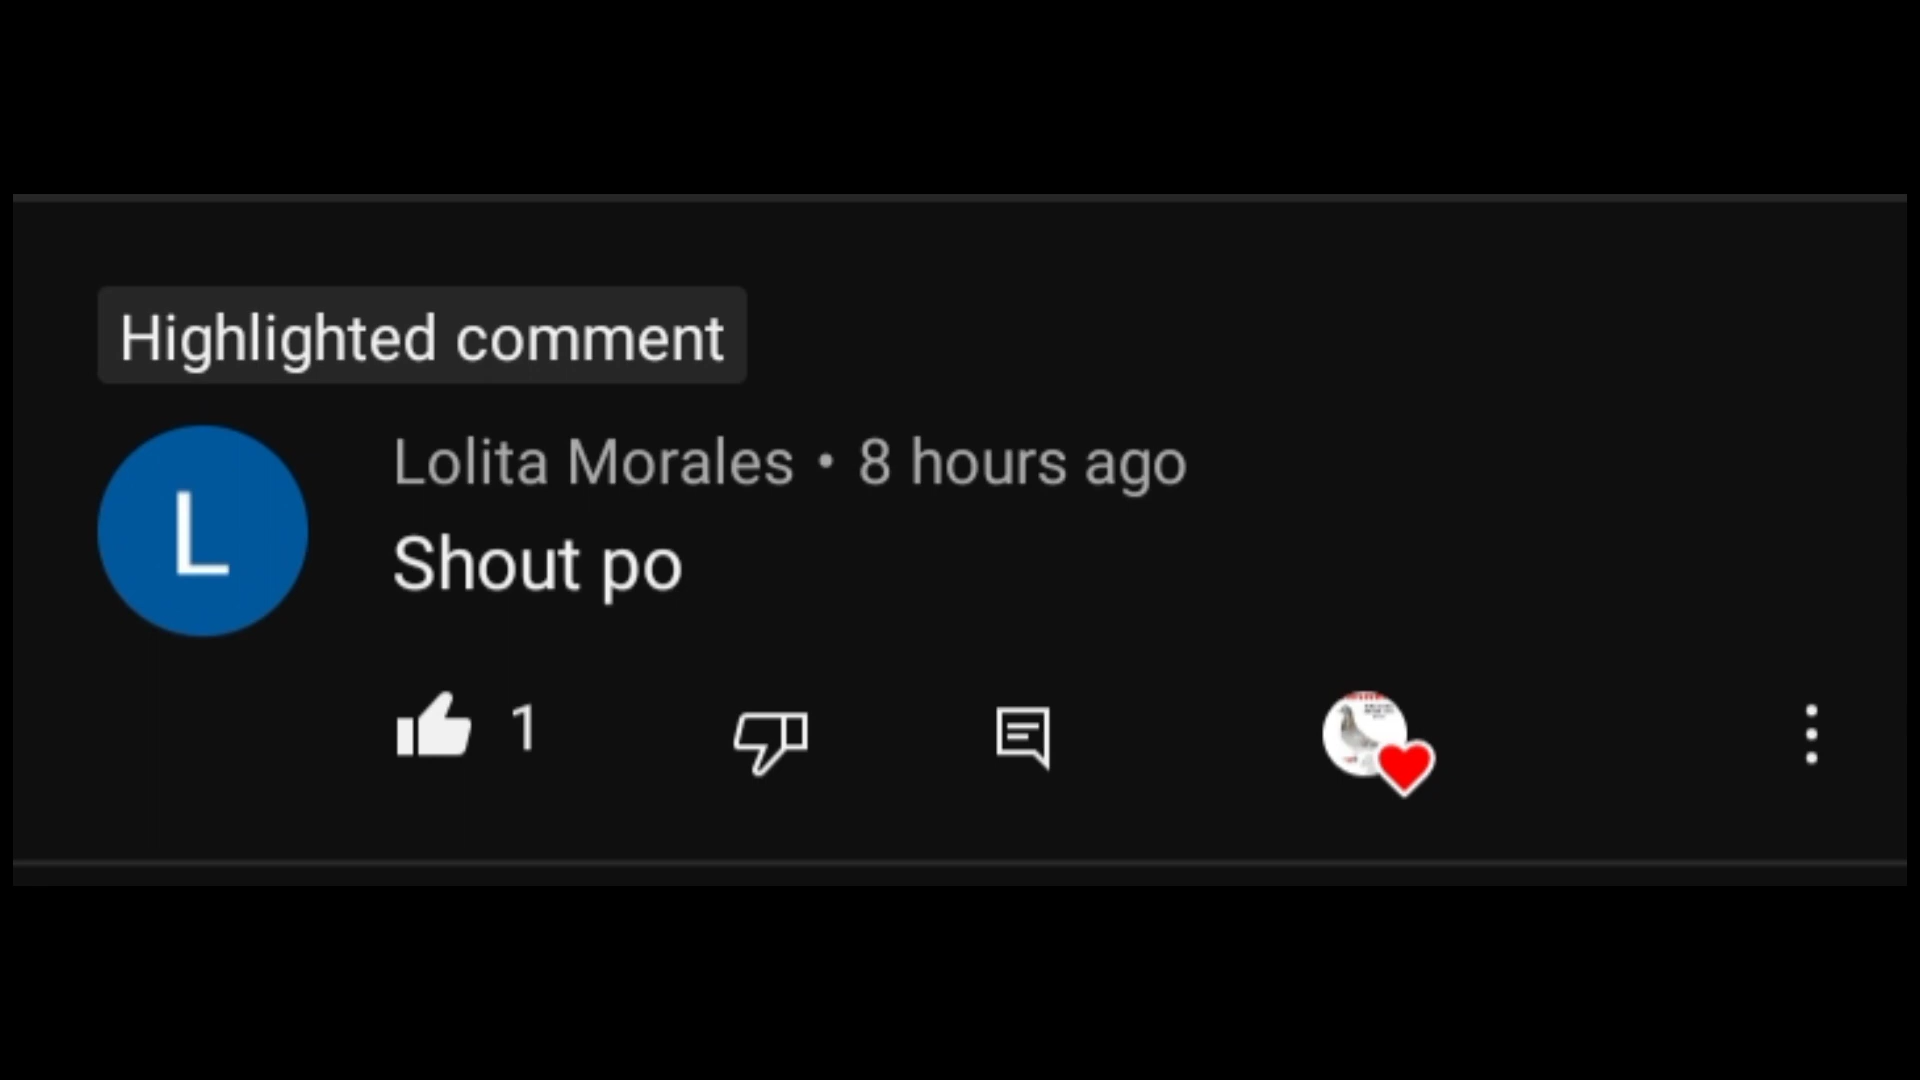 Highlighted comment
L
Lolita Morales • 8 hours ago
Shout po
1